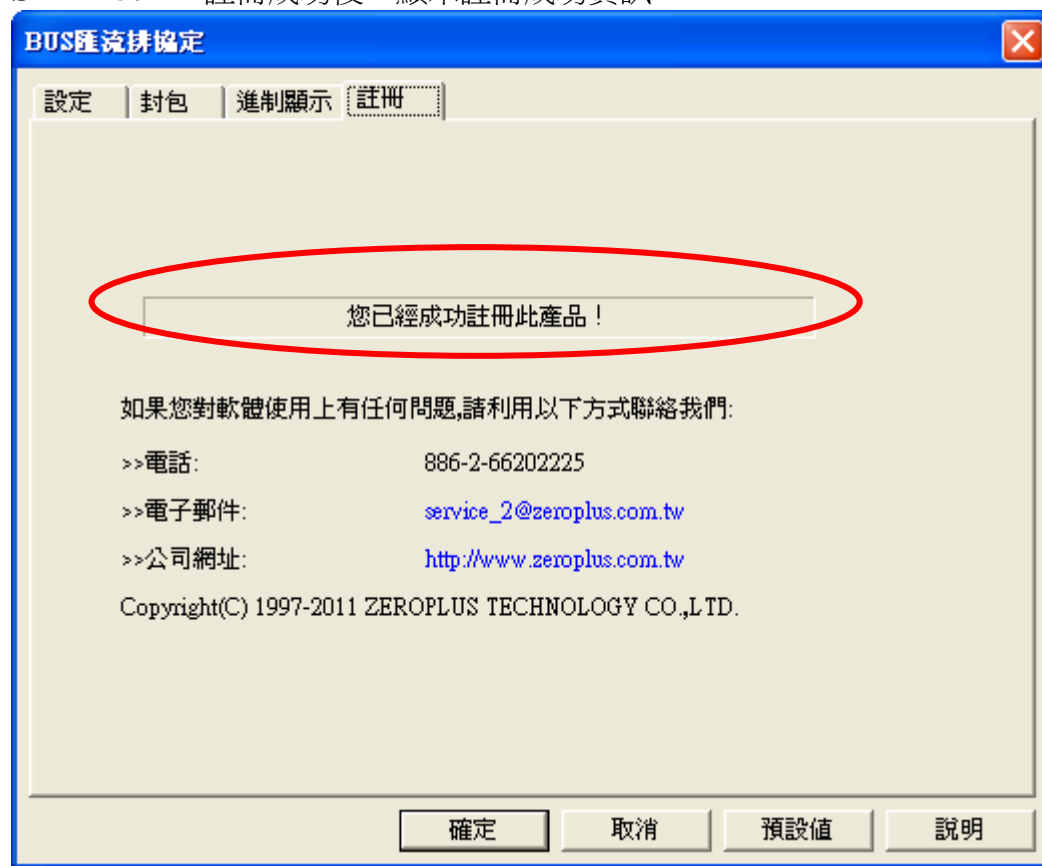 BUS匯流排協定
設定 封包 進制顯示 註冊
您已經成功註冊此產品！
如果您對軟體使用上有任何問題,請利用以下方式聯絡我們:
>>電話: 886-2-66202225
>>電子郵件: service_2@zeroplus.com.tw
>>公司網址: http://www.zeroplus.com.tw
Copyright(C) 1997-2011 ZEROPLUS TECHNOLOGY CO.,LTD.
確定 取消 預設值 說明